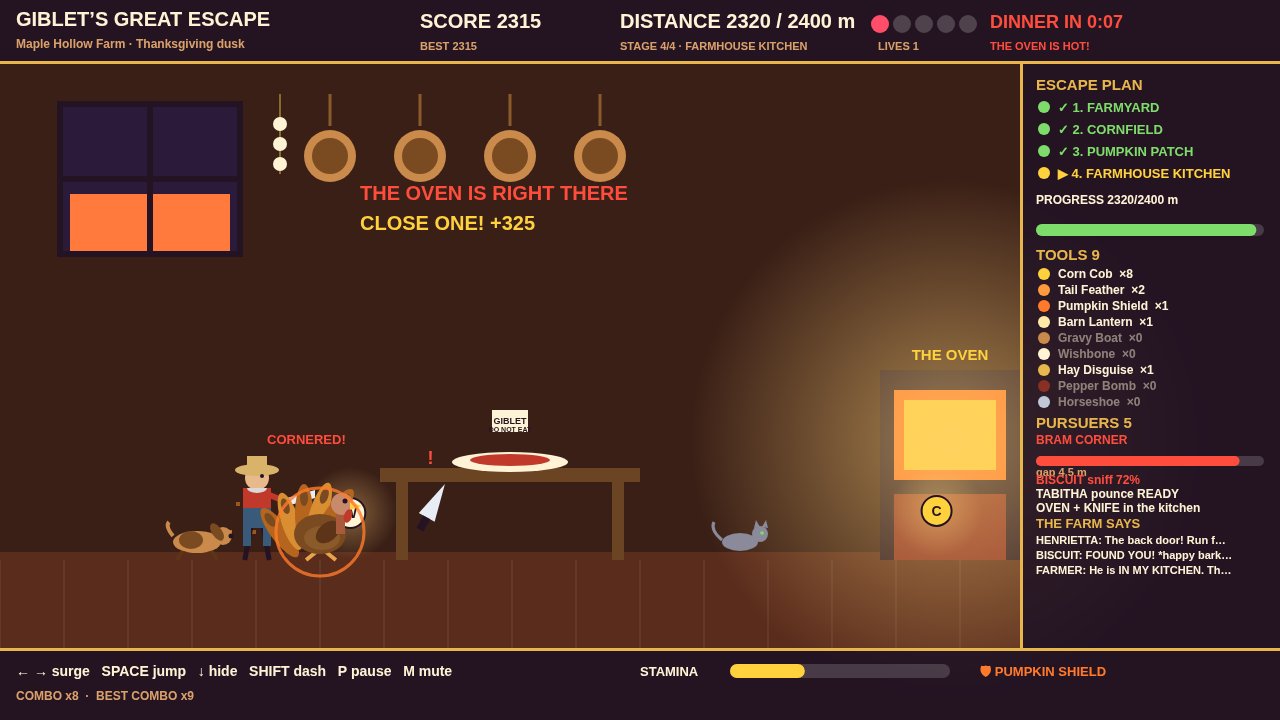 GIBLET'S GREAT ESCAPE
Maple Hollow Farm · Thanksgiving dusk
SCORE 2315
BEST 2315
DISTANCE 2320 / 2400 m
STAGE 4/4 · FARMHOUSE KITCHEN
LIVES 1
DINNER IN 0:07
THE OVEN IS HOT!
THE OVEN IS RIGHT THERE
CLOSE ONE! +325
THE OVEN
GIBLET
DO NOT EAT
CORNERED!
!
C
ESCAPE PLAN
✓ 1. FARMYARD
✓ 2. CORNFIELD
✓ 3. PUMPKIN PATCH
▶ 4. FARMHOUSE KITCHEN
PROGRESS 2320/2400 m
TOOLS 9
Corn Cob ×8
Tail Feather ×2
Pumpkin Shield ×1
Barn Lantern ×1
Gravy Boat ×0
Wishbone ×0
Hay Disguise ×1
Pepper Bomb ×0
Horseshoe ×0
PURSUERS 5
BRAM CORNER
gap 4.5 m
BISCUIT sniff 72%
TABITHA pounce READY
OVEN + KNIFE in the kitchen
THE FARM SAYS
HENRIETTA: The back door! Run f…
BISCUIT: FOUND YOU! *happy bark…
FARMER: He is IN MY KITCHEN. Th…
← → surge SPACE jump ↓ hide SHIFT dash P pause M mute
STAMINA
PUMPKIN SHIELD
COMBO x8 · BEST COMBO x9